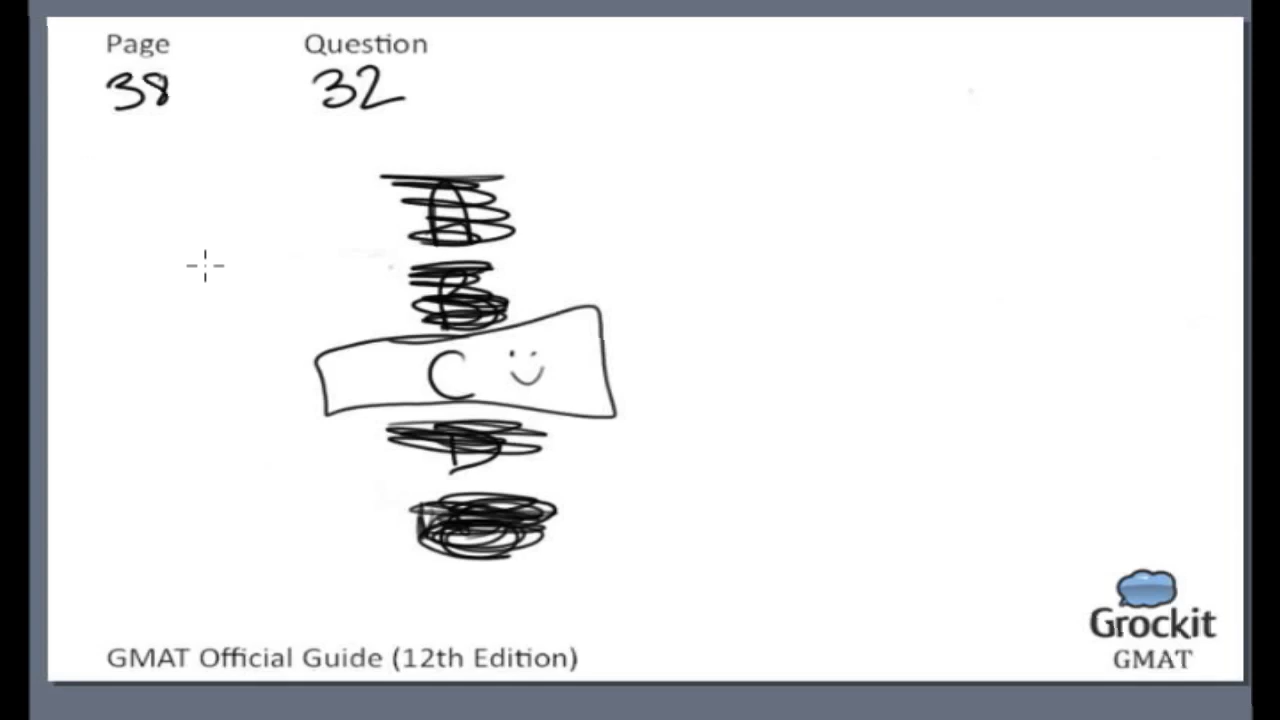 Page Question
38 32
A
B
C
D
GMAT Official Guide (12th Edition)
Grockit
GMAT